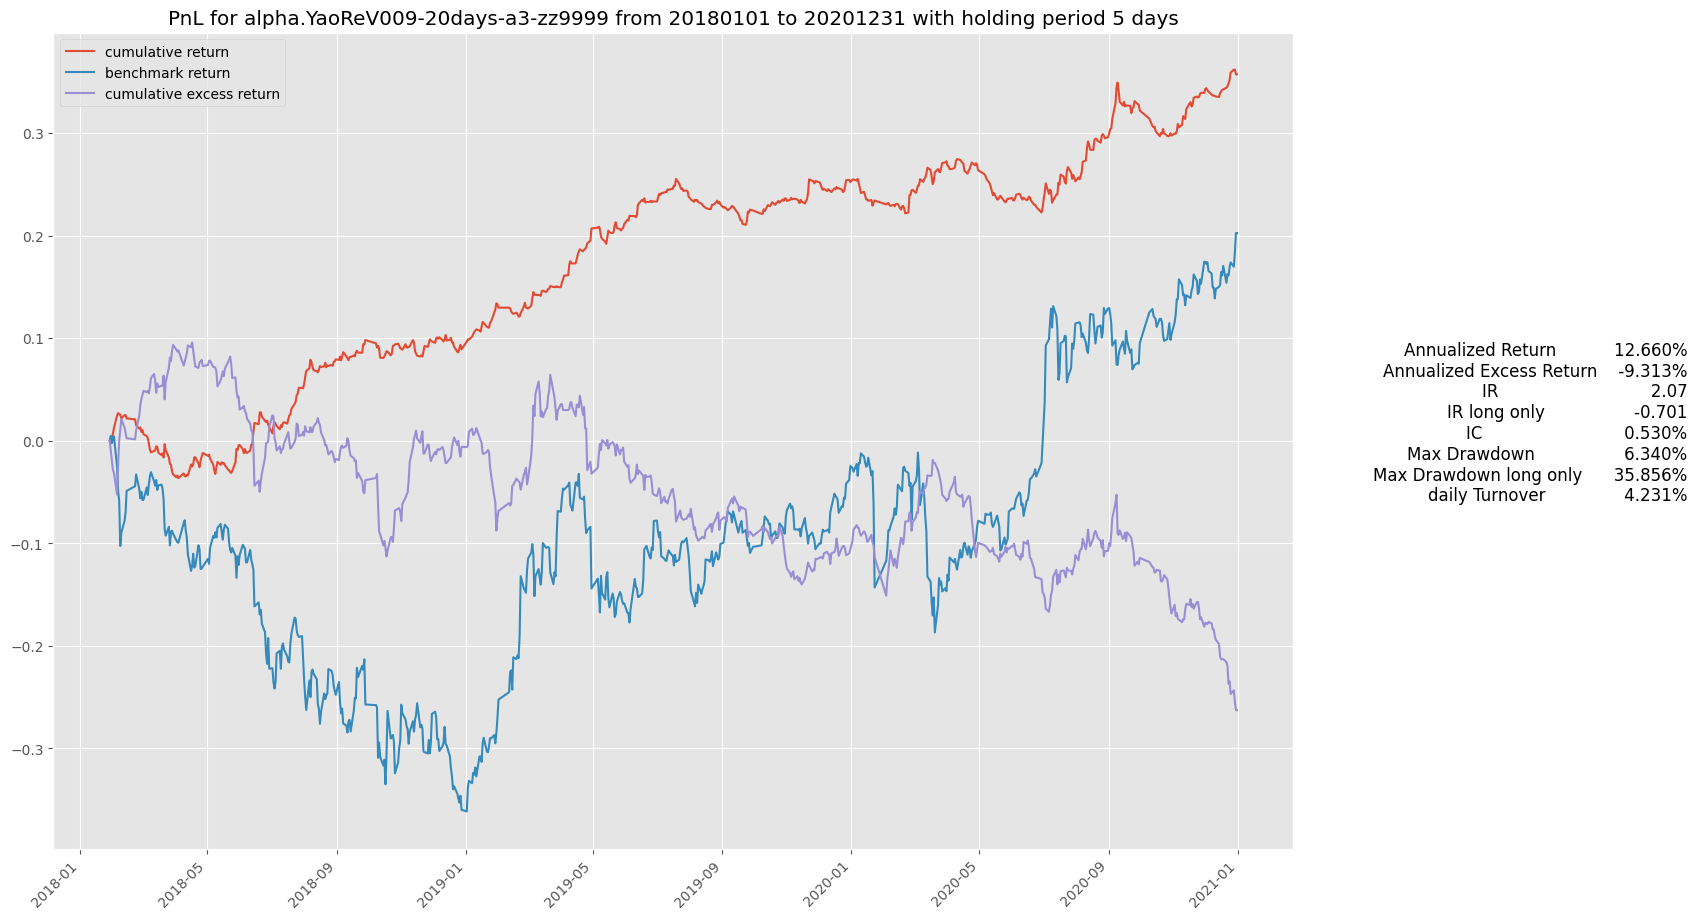 PnL for alpha.YaoReV009-20days-a3-zz9999 from 20180101 to 20201231 with holding period 5 days
cumulative return
benchmark return
cumulative excess return
0.3
0.2
0.1
0.0
−0.1
−0.2
−0.3
2018-01
2018-05
2018-09
2019-01
2019-05
2019-09
2020-01
2020-05
2020-09
2021-01
Annualized Return 12.660%
Annualized Excess Return -9.313%
IR 2.07
IR long only -0.701
IC 0.530%
Max Drawdown 6.340%
Max Drawdown long only 35.856%
daily Turnover 4.231%